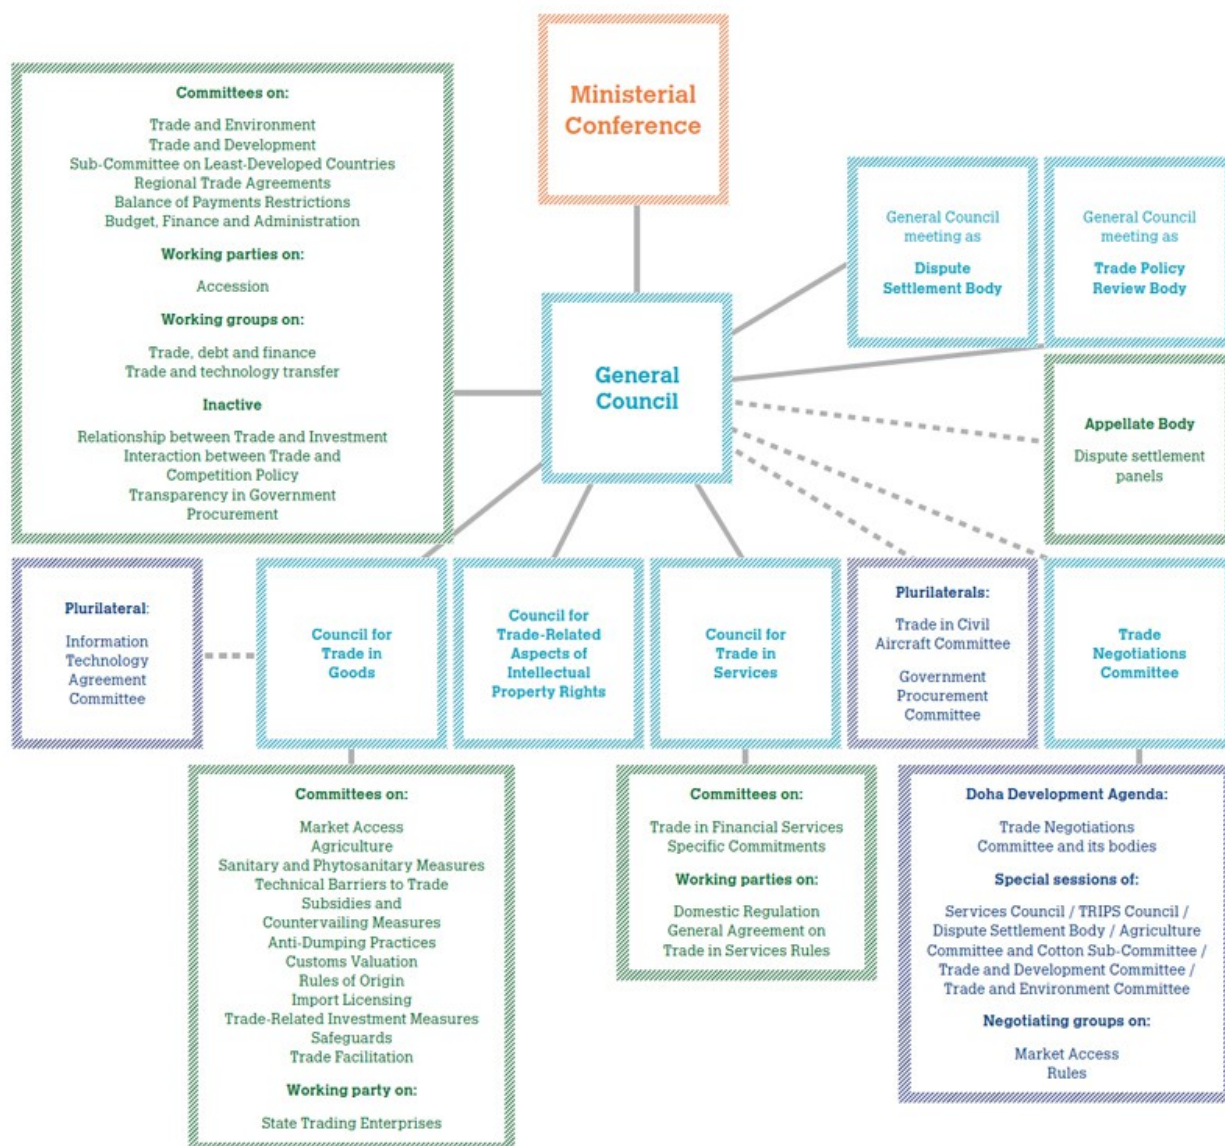 Ministerial
Conference
Committees on:
Trade and Environment
Trade and Development
Sub-Committee on Least-Developed Countries
Regional Trade Agreements
Balance of Payments Restrictions
Budget, Finance and Administration
Working parties on:
Accession
Working groups on:
Trade, debt and finance
Trade and technology transfer
Inactive
Relationship between Trade and Investment
Interaction between Trade and
Competition Policy
Transparency in Government
Procurement
General
Council
General Council
meeting as
Dispute
Settlement Body
General Council
meeting as
Trade Policy
Review Body
Appellate Body
Dispute settlement
panels
Plurilateral:
Information
Technology
Agreement
Committee
Council for
Trade in
Goods
Council for
Trade-Related
Aspects of
Intellectual
Property Rights
Council for
Trade in
Services
Plurilaterals:
Trade in Civil
Aircraft Committee
Government
Procurement
Committee
Trade
Negotiations
Committee
Committees on:
Market Access
Agriculture
Sanitary and Phytosanitary Measures
Technical Barriers to Trade
Subsidies and
Countervailing Measures
Anti-Dumping Practices
Customs Valuation
Rules of Origin
Import Licensing
Trade-Related Investment Measures
Safeguards
Trade Facilitation
Working party on:
State Trading Enterprises
Committees on:
Trade in Financial Services
Specific Commitments
Working parties on:
Domestic Regulation
General Agreement on
Trade in Services Rules
Doha Development Agenda:
Trade Negotiations
Committee and its bodies
Special sessions of:
Services Council / TRIPS Council /
Dispute Settlement Body / Agriculture
Committee and Cotton Sub-Committee /
Trade and Development Committee /
Trade and Environment Committee
Negotiating groups on:
Market Access
Rules